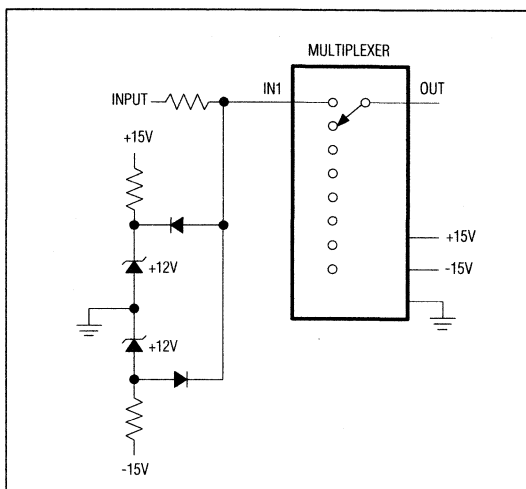 MULTIPLEXER
INPUT
IN1
OUT
+15V
+12V
+15V
-15V
+12V
-15V